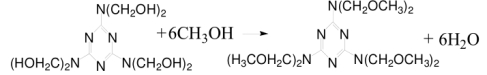 N(CH₂OH)₂
N N
N
(HOH₂C)₂N N(CH₂OH)₂
+6CH₃OH
N(CH₂OCH₃)₂
N N
N
(H₃COH₂C)₂N N(CH₂OCH₃)₂
+ 6H₂O